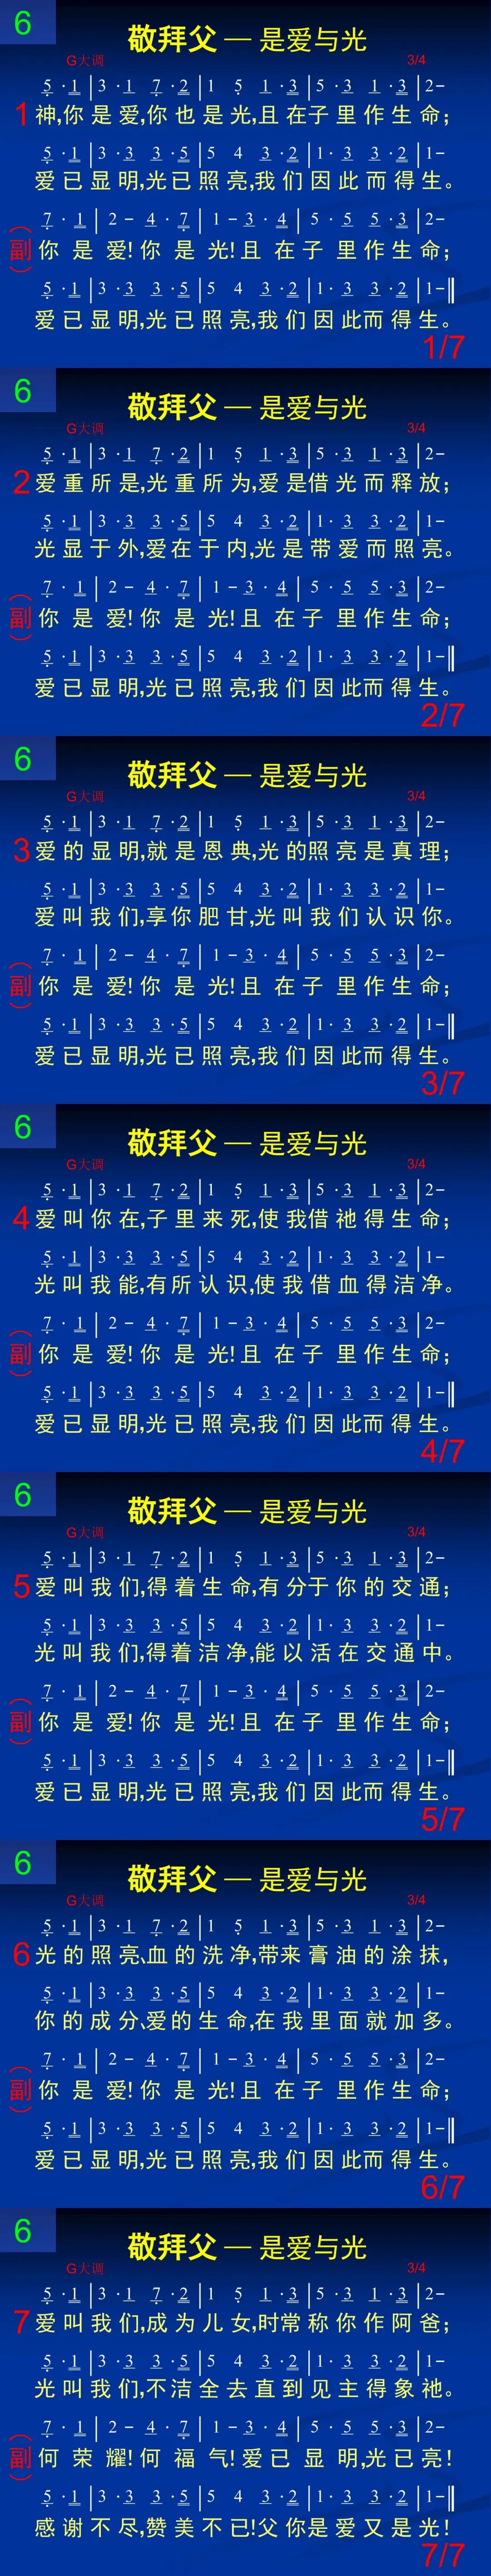 6
敬拜父 — 是爱与光
G大调 3/4
5 · 1 | 3 · 1 7 · 2 | 1 5 1 · 3 | 5 · 3 1 · 3 | 2 –
1 神,你是爱,你也是光,且在子里作生命;
5 · 1 | 3 · 3 3 · 5 | 5 4 3 · 2 | 1 · 3 3 · 2 | 1 –
爱已显明,光已照亮,我们因此而得生。
7 · 1 | 2 – 4 · 7 | 1 – 3 · 4 | 5 · 5 5 · 3 | 2 –
(副) 你是爱!你是光!且在子里作生命;
5 · 1 | 3 · 3 3 · 5 | 5 4 3 · 2 | 1 · 3 3 · 2 | 1 – ‖
爱已显明,光已照亮,我们因此而得生。
1/7
6
敬拜父 — 是爱与光
G大调 3/4
5 · 1 | 3 · 1 7 · 2 | 1 5 1 · 3 | 5 · 3 1 · 3 | 2 –
2 爱重所是,光重所为,爱是借光而释放;
5 · 1 | 3 · 3 3 · 5 | 5 4 3 · 2 | 1 · 3 3 · 2 | 1 –
光显于外,爱在于内,光是带爱而照亮。
7 · 1 | 2 – 4 · 7 | 1 – 3 · 4 | 5 · 5 5 · 3 | 2 –
(副) 你是爱!你是光!且在子里作生命;
5 · 1 | 3 · 3 3 · 5 | 5 4 3 · 2 | 1 · 3 3 · 2 | 1 – ‖
爱已显明,光已照亮,我们因此而得生。
2/7
6
敬拜父 — 是爱与光
G大调 3/4
5 · 1 | 3 · 1 7 · 2 | 1 5 1 · 3 | 5 · 3 1 · 3 | 2 –
3 爱的显明,就是恩典,光的照亮是真理;
5 · 1 | 3 · 3 3 · 5 | 5 4 3 · 2 | 1 · 3 3 · 2 | 1 –
爱叫我们,享你肥甘,光叫我们认识你。
7 · 1 | 2 – 4 · 7 | 1 – 3 · 4 | 5 · 5 5 · 3 | 2 –
(副) 你是爱!你是光!且在子里作生命;
5 · 1 | 3 · 3 3 · 5 | 5 4 3 · 2 | 1 · 3 3 · 2 | 1 – ‖
爱已显明,光已照亮,我们因此而得生。
3/7
6
敬拜父 — 是爱与光
G大调 3/4
5 · 1 | 3 · 1 7 · 2 | 1 5 1 · 3 | 5 · 3 1 · 3 | 2 –
4 爱叫你在,子里来死,使我借祂得生命;
5 · 1 | 3 · 3 3 · 5 | 5 4 3 · 2 | 1 · 3 3 · 2 | 1 –
光叫我能,有所认识,使我借血得洁净。
7 · 1 | 2 – 4 · 7 | 1 – 3 · 4 | 5 · 5 5 · 3 | 2 –
(副) 你是爱!你是光!且在子里作生命;
5 · 1 | 3 · 3 3 · 5 | 5 4 3 · 2 | 1 · 3 3 · 2 | 1 – ‖
爱已显明,光已照亮,我们因此而得生。
4/7
6
敬拜父 — 是爱与光
G大调 3/4
5 · 1 | 3 · 1 7 · 2 | 1 5 1 · 3 | 5 · 3 1 · 3 | 2 –
5 爱叫我们,得着生命,有分于你的交通;
5 · 1 | 3 · 3 3 · 5 | 5 4 3 · 2 | 1 · 3 3 · 2 | 1 –
光叫我们,得着洁净,能以活在交通中。
7 · 1 | 2 – 4 · 7 | 1 – 3 · 4 | 5 · 5 5 · 3 | 2 –
(副) 你是爱!你是光!且在子里作生命;
5 · 1 | 3 · 3 3 · 5 | 5 4 3 · 2 | 1 · 3 3 · 2 | 1 – ‖
爱已显明,光已照亮,我们因此而得生。
5/7
6
敬拜父 — 是爱与光
G大调 3/4
5 · 1 | 3 · 1 7 · 2 | 1 5 1 · 3 | 5 · 3 1 · 3 | 2 –
6 光的照亮、血的洗净,带来膏油的涂抹,
5 · 1 | 3 · 3 3 · 5 | 5 4 3 · 2 | 1 · 3 3 · 2 | 1 –
你的成分、爱的生命,在我里面就加多。
7 · 1 | 2 – 4 · 7 | 1 – 3 · 4 | 5 · 5 5 · 3 | 2 –
(副) 你是爱!你是光!且在子里作生命;
5 · 1 | 3 · 3 3 · 5 | 5 4 3 · 2 | 1 · 3 3 · 2 | 1 – ‖
爱已显明,光已照亮,我们因此而得生。
6/7
6
敬拜父 — 是爱与光
G大调 3/4
5 · 1 | 3 · 1 7 · 2 | 1 5 1 · 3 | 5 · 3 1 · 3 | 2 –
7 爱叫我们,成为儿女,时常称你作阿爸;
5 · 1 | 3 · 3 3 · 5 | 5 4 3 · 2 | 1 · 3 3 · 2 | 1 –
光叫我们,不洁全去直到见主得象祂。
7 · 1 | 2 – 4 · 7 | 1 – 3 · 4 | 5 · 5 5 · 3 | 2 –
(副) 何荣耀!何福气!爱已显明,光已亮!
5 · 1 | 3 · 3 3 · 5 | 5 4 3 · 2 | 1 · 3 3 · 2 | 1 – ‖
感谢不尽,赞美不已!父你是爱又是光!
7/7